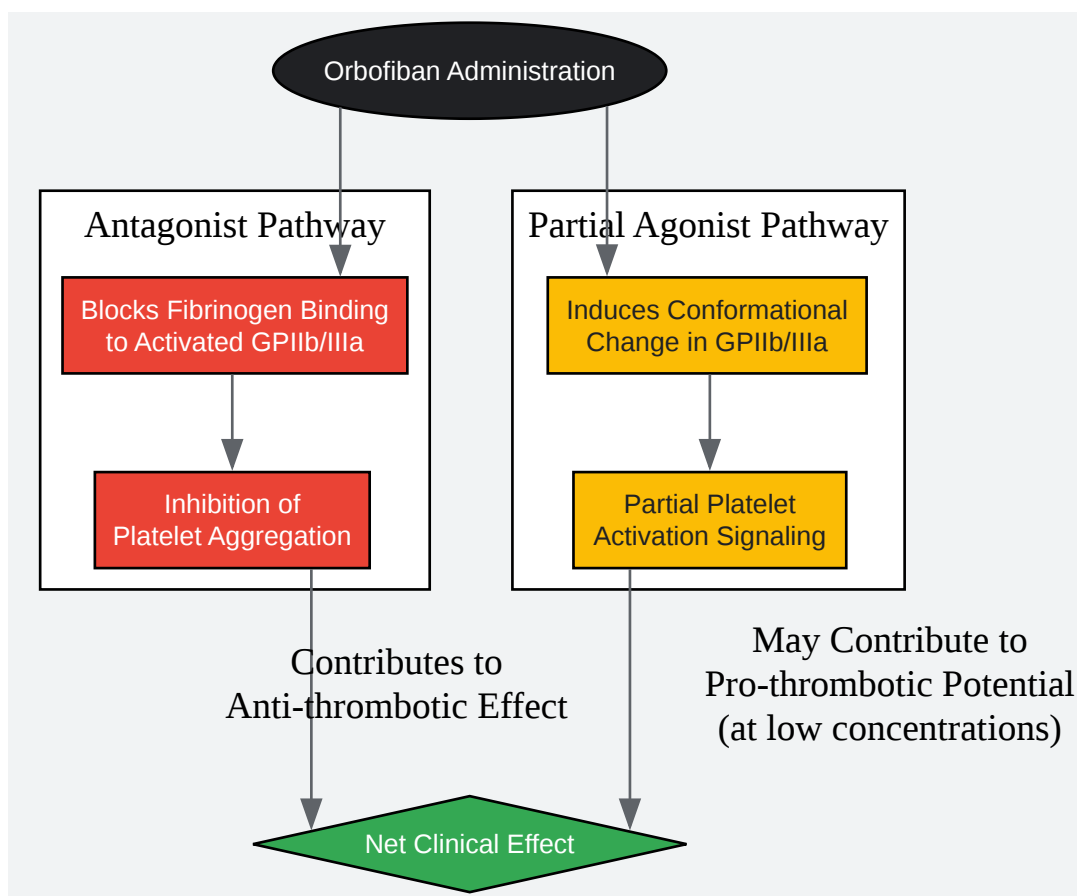 Orbofiban Administration
Antagonist Pathway
Blocks Fibrinogen Binding
to Activated GPIIb/IIIa
Inhibition of
Platelet Aggregation
Partial Agonist Pathway
Induces Conformational
Change in GPIIb/IIIa
Partial Platelet
Activation Signaling
Contributes to
Anti-thrombotic Effect
May Contribute to
Pro-thrombotic Potential
(at low concentrations)
Net Clinical Effect